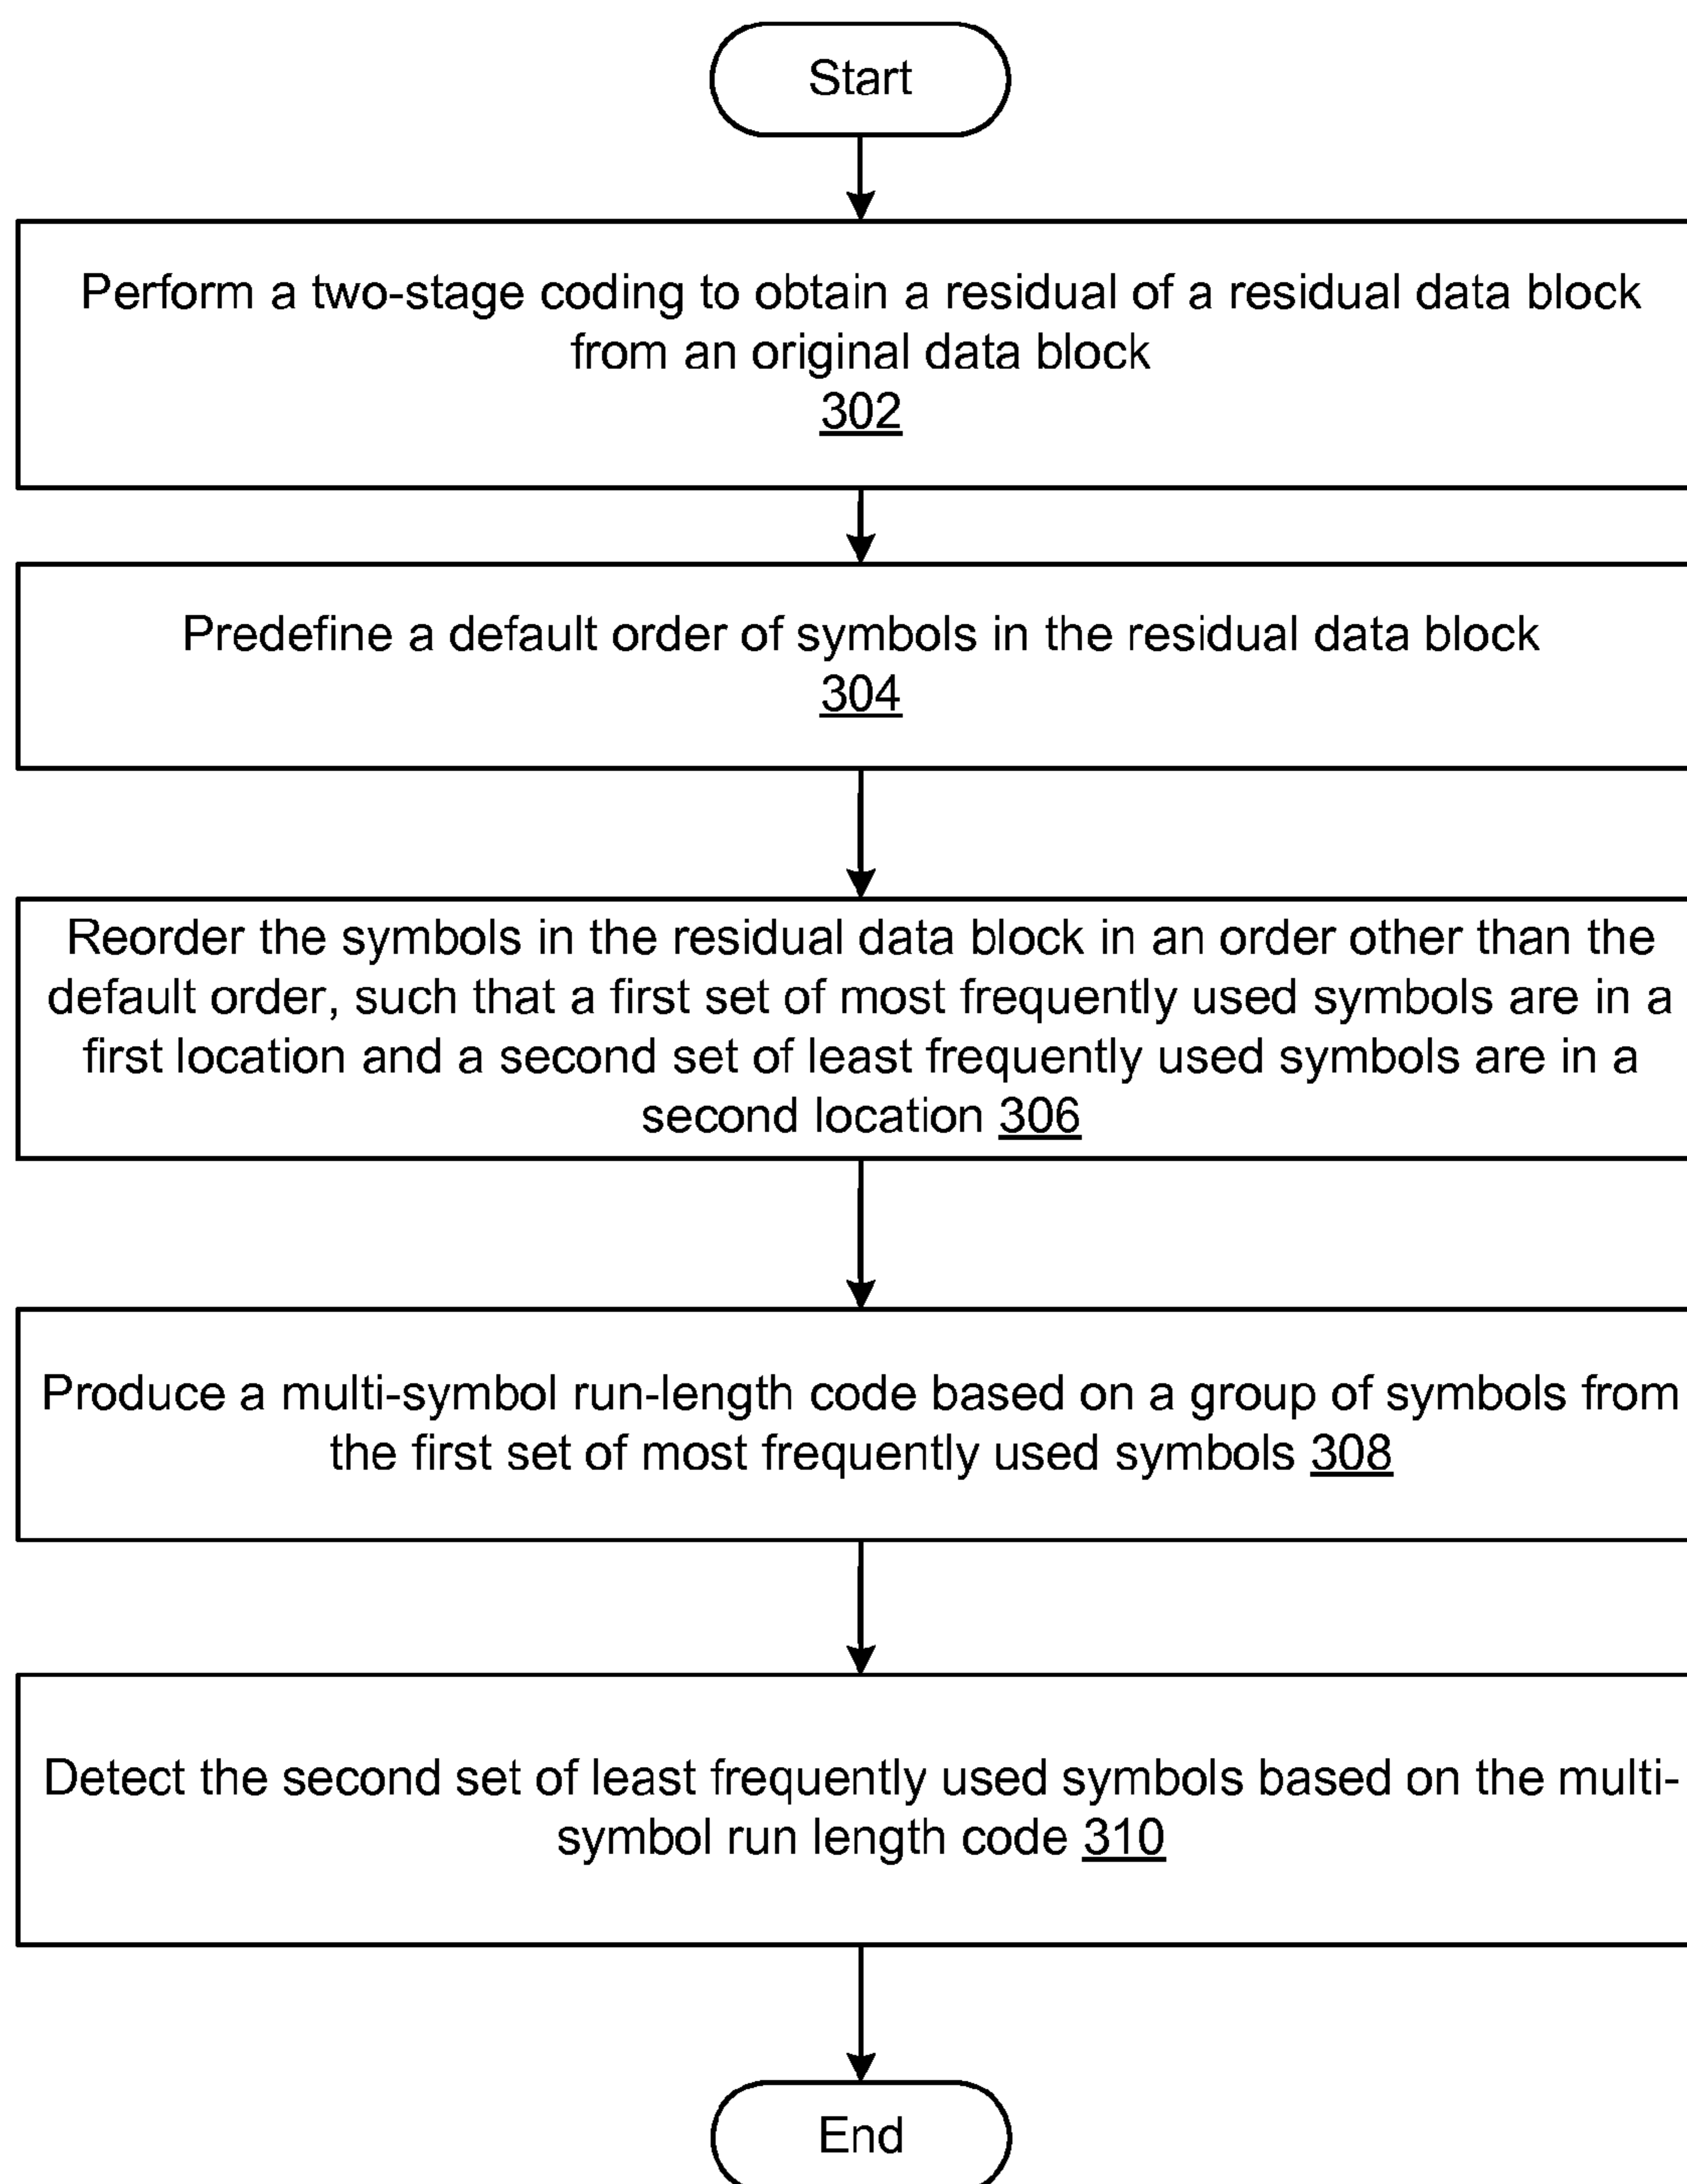 Start
Perform a two-stage coding to obtain a residual of a residual data block
from an original data block
302
Predefine a default order of symbols in the residual data block
304
Reorder the symbols in the residual data block in an order other than the
default order, such that a first set of most frequently used symbols are in a
first location and a second set of least frequently used symbols are in a
second location 306
Produce a multi-symbol run-length code based on a group of symbols from
the first set of most frequently used symbols 308
Detect the second set of least frequently used symbols based on the multi-
symbol run length code 310
End